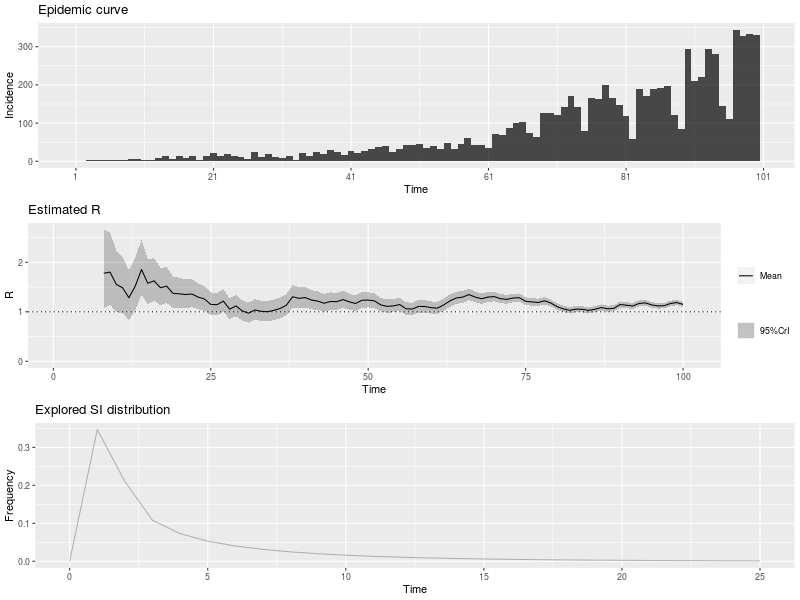 Epidemic curve
Incidence
300
200
100
0
1 21 41 61 81 101
Time
Estimated R
R
2
1
0
0 25 50 75 100
Time
Mean
95%CrI
Explored SI distribution
Frequency
0.3
0.2
0.1
0.0
0 5 10 15 20 25
Time